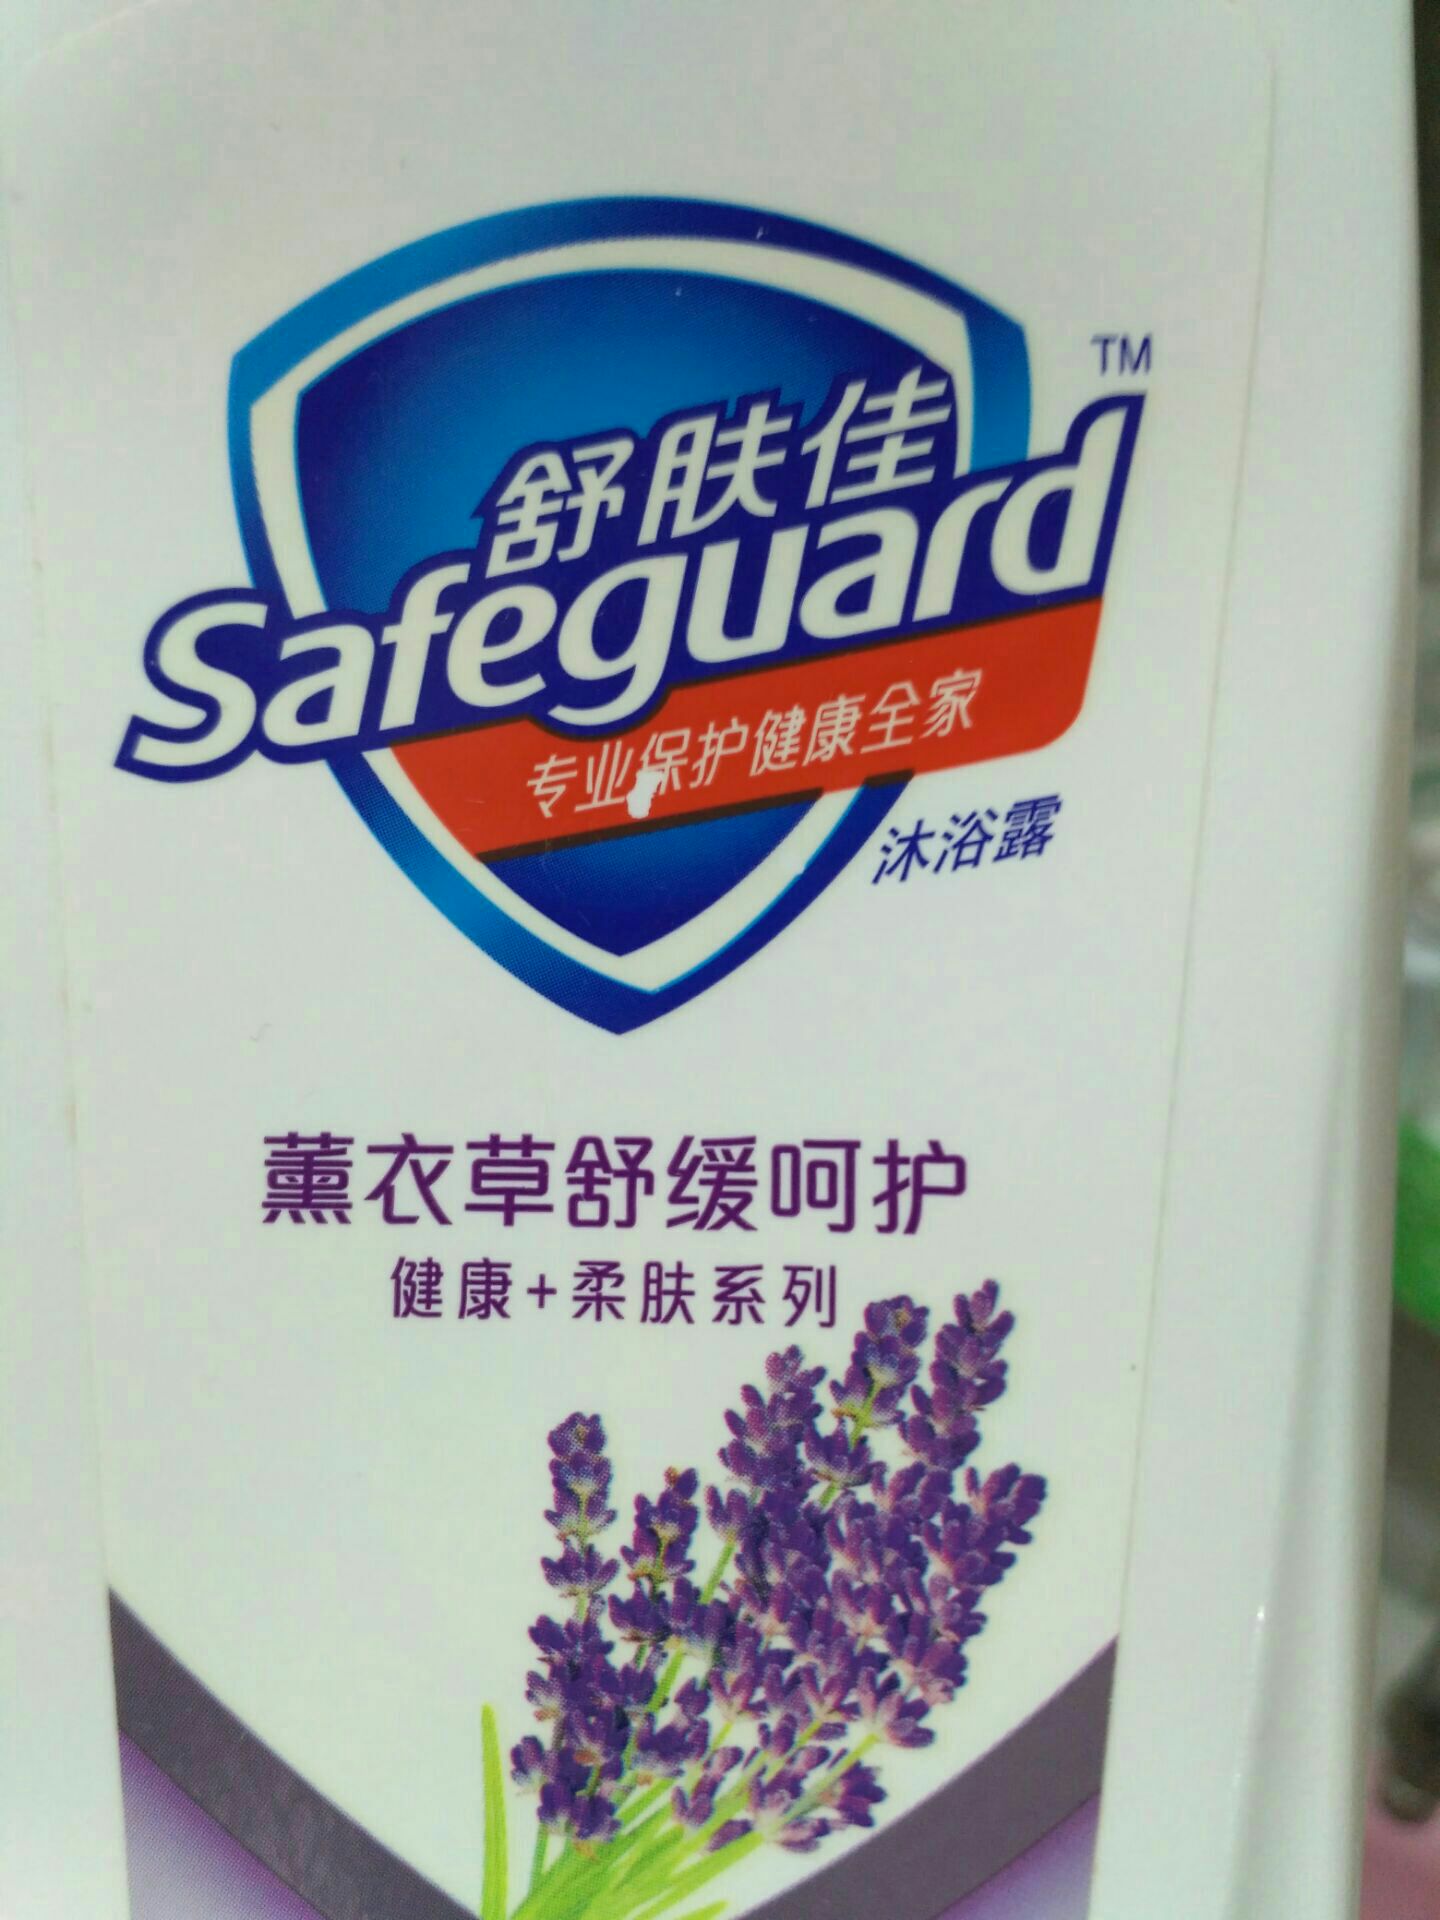 TM
舒肤佳
Safeguard
专业保护健康全家
沐浴露
薰衣草舒缓呵护
健康+柔肤系列